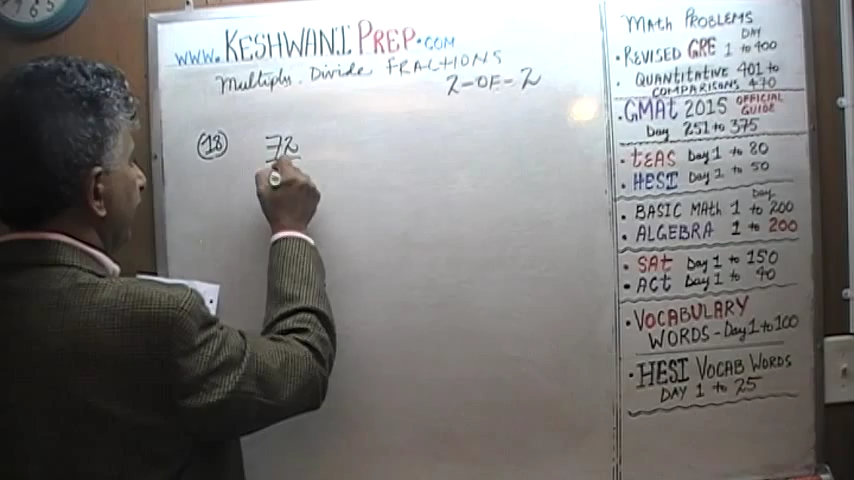 www.KESHWANIPREP.COM
Multiply. Divide FRACTIONS
2-OF-2
18
72
MATH PROBLEMS
DAY
• REVISED GRE 1 to 400
• QUANTITATIVE 401 to
COMPARISONS 470
• GMAt 2015 OFFICIAL GUIDE
Day 251 to 375
• tEAS Day 1 to 80
• HESI Day 1 to 50
Day
• BASIC MAth 1 to 200
• ALGEBRA 1 to 200
• SAt Day 1 to 150
• ACt Day 1 to 40
• VOCABULARY
WORDS - Day 1 to 100
• HESI VOCAB WORDS
DAY 1 to 25